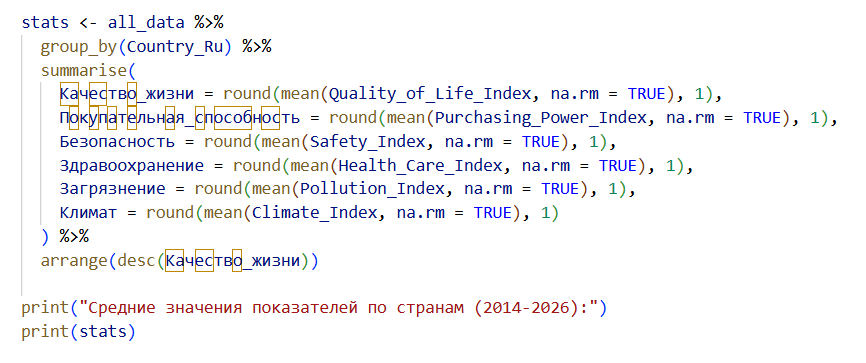 stats <- all_data %>%
  group_by(Country_Ru) %>%
  summarise(
    Качество_жизни = round(mean(Quality_of_Life_Index, na.rm = TRUE), 1),
    Покупательная_способность = round(mean(Purchasing_Power_Index, na.rm = TRUE), 1),
    Безопасность = round(mean(Safety_Index, na.rm = TRUE), 1),
    Здравоохранение = round(mean(Health_Care_Index, na.rm = TRUE), 1),
    Загрязнение = round(mean(Pollution_Index, na.rm = TRUE), 1),
    Климат = round(mean(Climate_Index, na.rm = TRUE), 1)
  ) %>%
  arrange(desc(Качество_жизни))
print("Средние значения показателей по странам (2014-2026):")
print(stats)